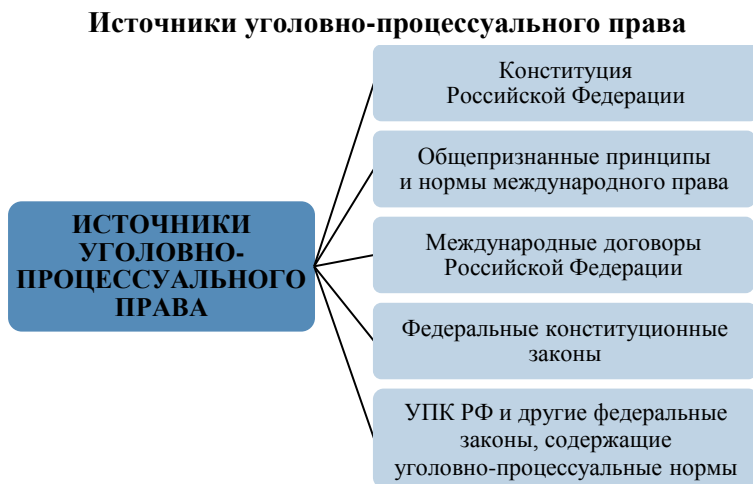 Источники уголовно-процессуального права
Конституция
Российской Федерации
Общепризнанные принципы
и нормы международного права
ИСТОЧНИКИ
УГОЛОВНО-
ПРОЦЕССУАЛЬНОГО
ПРАВА
Международные договоры
Российской Федерации
Федеральные конституционные
законы
УПК РФ и другие федеральные
законы, содержащие
уголовно-процессуальные нормы